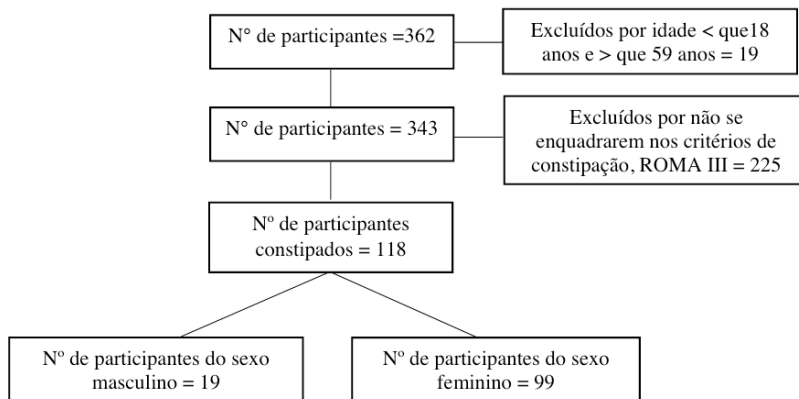 N° de participantes =362
Excluídos por idade < que18
anos e > que 59 anos = 19
N° de participantes = 343
Excluídos por não se
enquadrarem nos critérios de
constipação, ROMA III = 225
Nº de participantes
constipados = 118
Nº de participantes do sexo
masculino = 19
Nº de participantes do sexo
feminino = 99